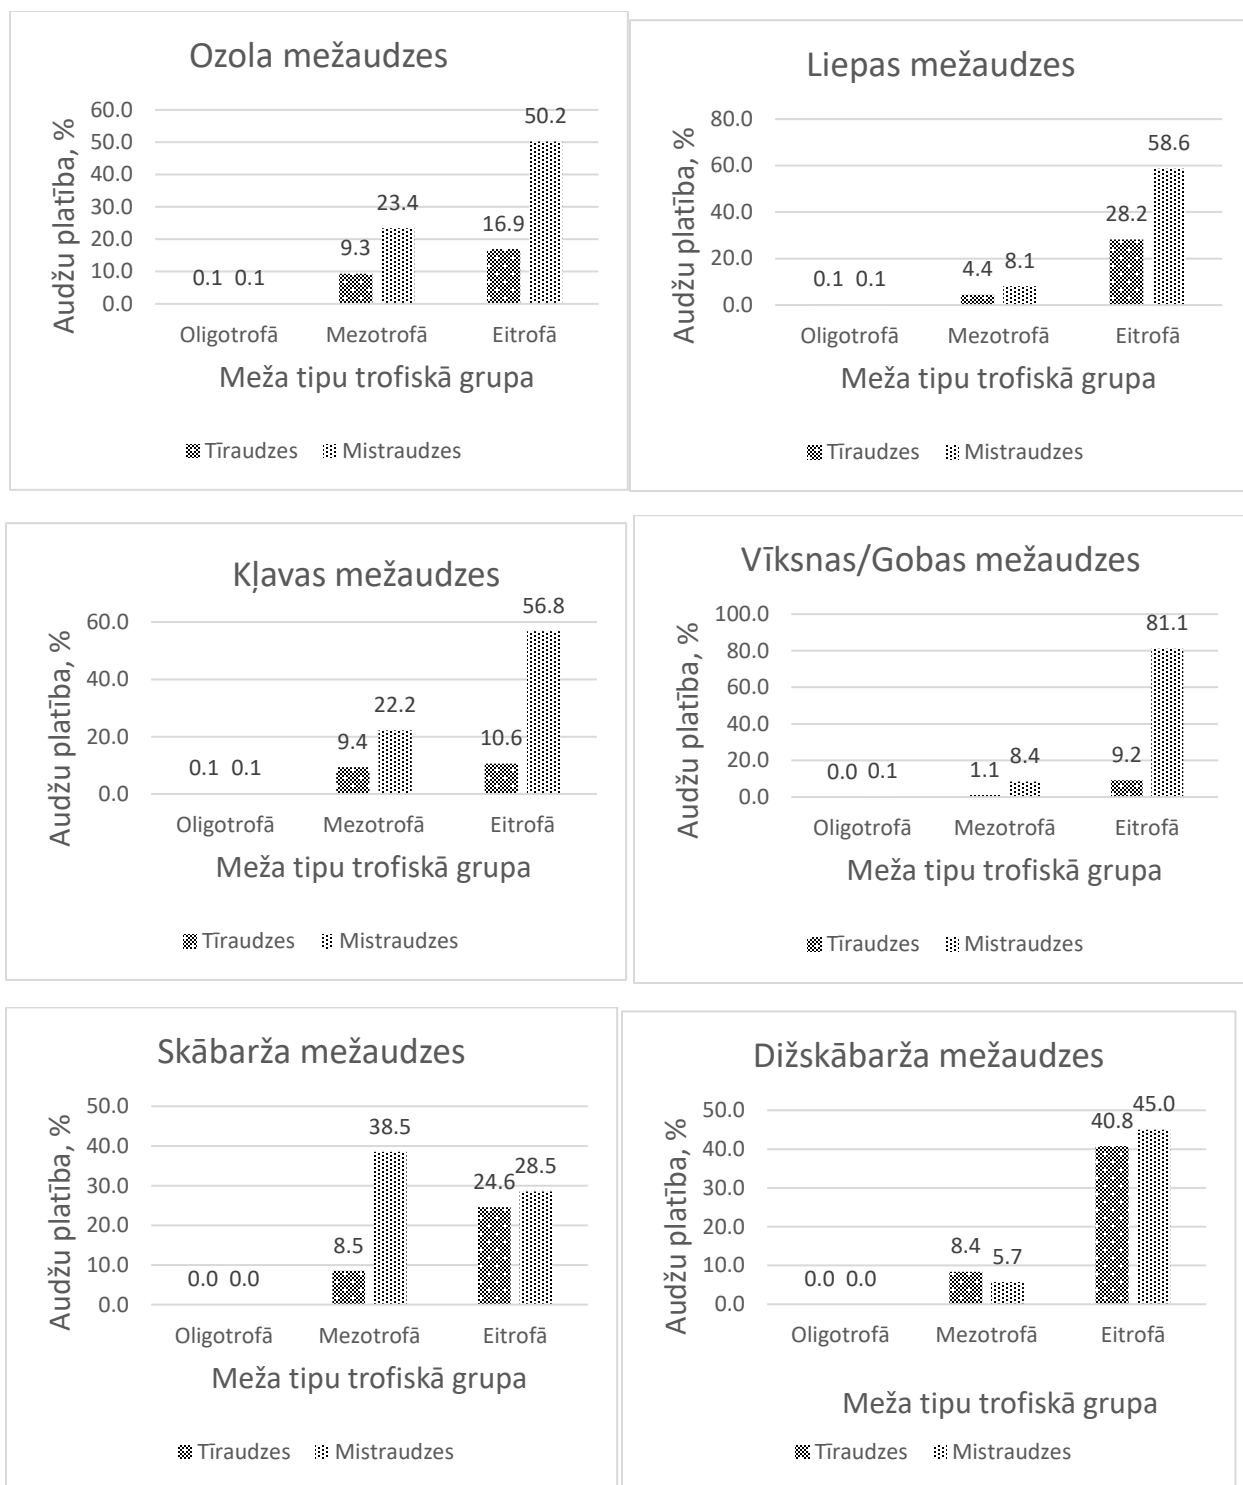 Ozola mežaudzes
Audžu platība, %
60.0
50.0
40.0
30.0
20.0
10.0
0.0
0.1 0.1
9.3
23.4
16.9
50.2
Oligotrofā Mezotrofā Eitrofā
Meža tipu trofiskā grupa
Tīraudzes Mistraudzes
Liepas mežaudzes
Audžu platība, %
80.0
60.0
40.0
20.0
0.0
0.1 0.1
4.4
8.1
28.2
58.6
Oligotrofā Mezotrofā Eitrofā
Meža tipu trofiskā grupa
Tīraudzes Mistraudzes
Kļavas mežaudzes
Audžu platība, %
60.0
40.0
20.0
0.0
0.1 0.1
9.4
22.2
10.6
56.8
Oligotrofā Mezotrofā Eitrofā
Meža tipu trofiskā grupa
Tīraudzes Mistraudzes
Vīksnas/Gobas mežaudzes
Audžu platība, %
100.0
80.0
60.0
40.0
20.0
0.0
0.0 0.1
1.1
8.4
9.2
81.1
Oligotrofā Mezotrofā Eitrofā
Meža tipu trofiskā grupa
Tīraudzes Mistraudzes
Skābarža mežaudzes
Audžu platība, %
50.0
40.0
30.0
20.0
10.0
0.0
0.0 0.0
8.5
38.5
24.6
28.5
Oligotrofā Mezotrofā Eitrofā
Meža tipu trofiskā grupa
Tīraudzes Mistraudzes
Dižskābarža mežaudzes
Audžu platība, %
50.0
40.0
30.0
20.0
10.0
0.0
0.0 0.0
8.4
5.7
40.8
45.0
Oligotrofā Mezotrofā Eitrofā
Meža tipu trofiskā grupa
Tīraudzes Mistraudzes